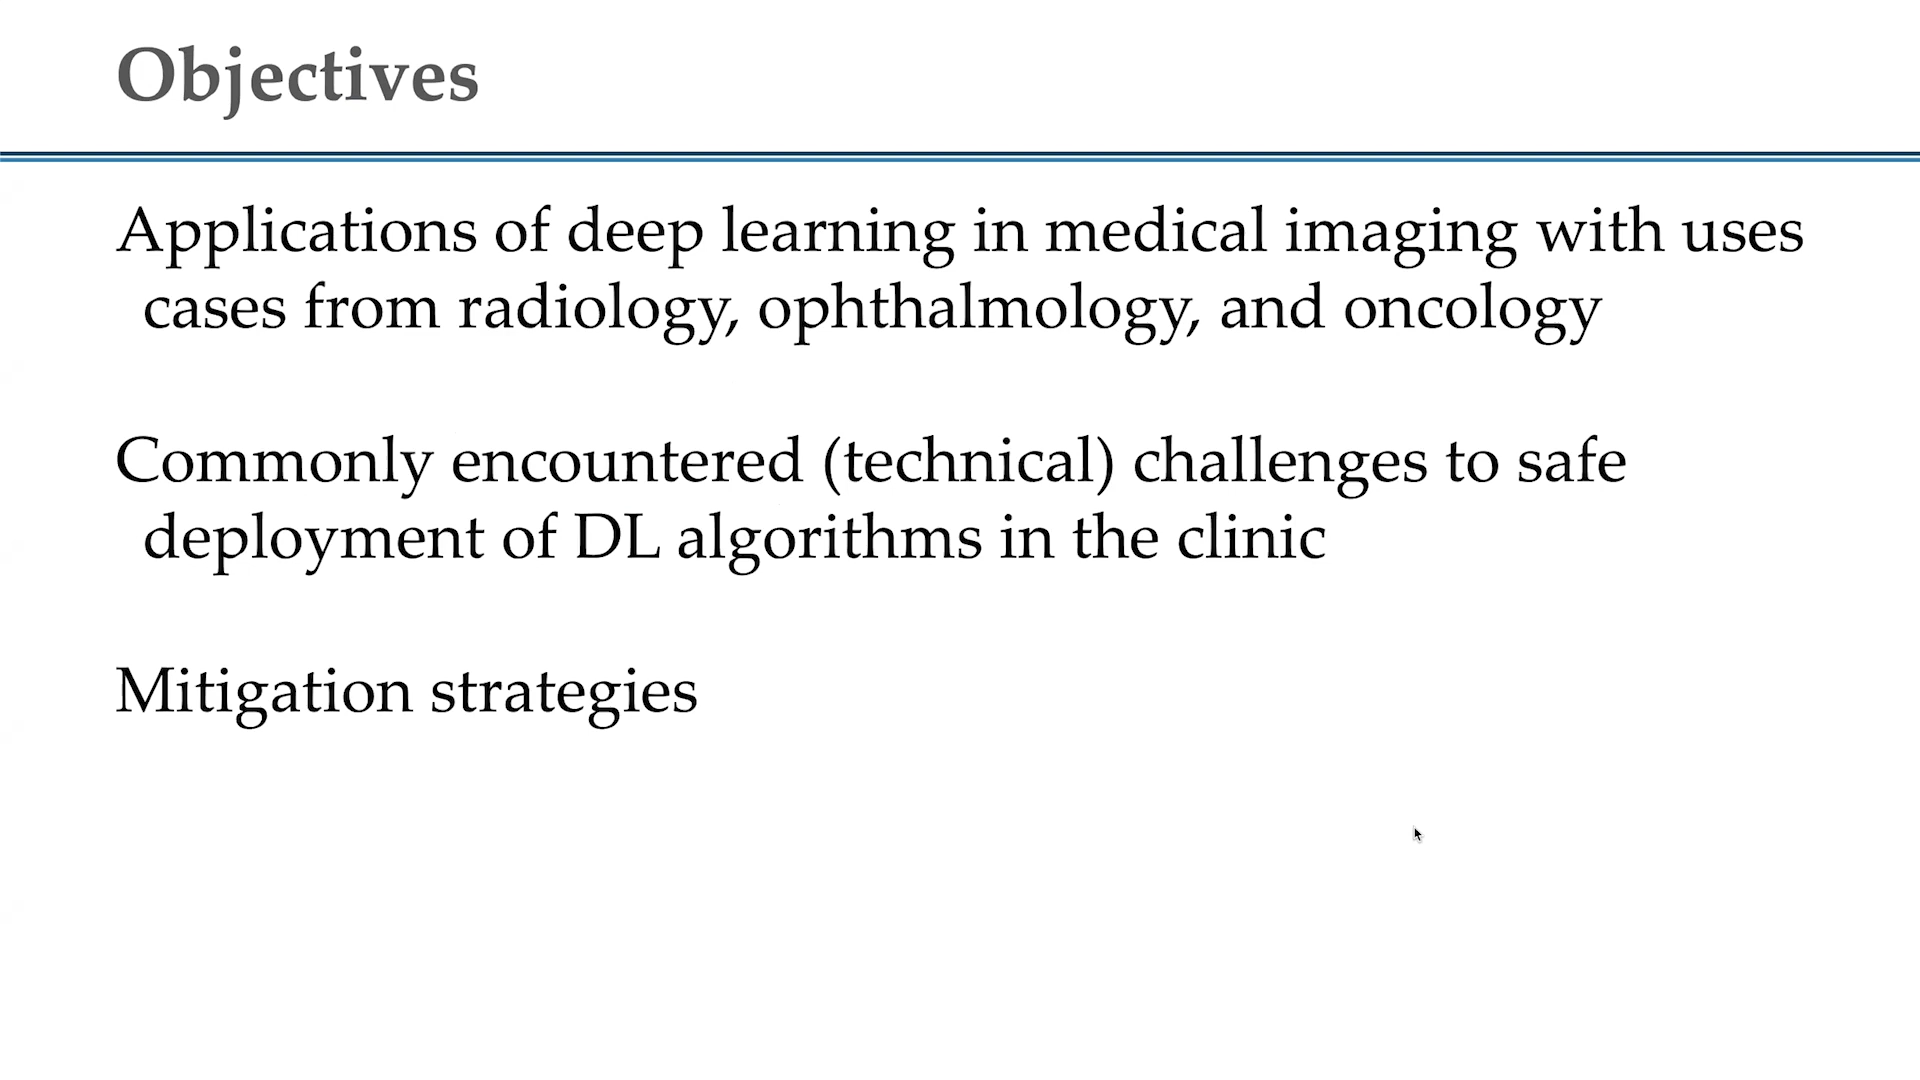 Objectives
Applications of deep learning in medical imaging with uses
cases from radiology, ophthalmology, and oncology
Commonly encountered (technical) challenges to safe
deployment of DL algorithms in the clinic
Mitigation strategies